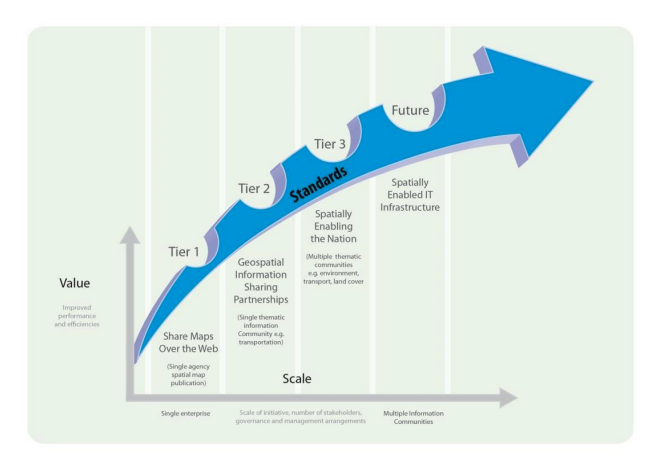 Future
Tier 3
Standards
Tier 2
Spatially
Enabled IT
Infrastructure
Spatially
Enabling
the Nation
(Multiple thematic
communities
e.g. environment,
transport, land cover
Tier 1
Geospatial
Information
Sharing
Partnerships
(Single thematic
information
Community e.g.
transportation)
Value
Improved
performance
and efficiencies
Share Maps
Over the Web
(Single agency
spatial map
publication)
Scale
Single enterprise
Scale of initiative, number of stakeholders,
governance and management arrangements
Multiple Information
Communities